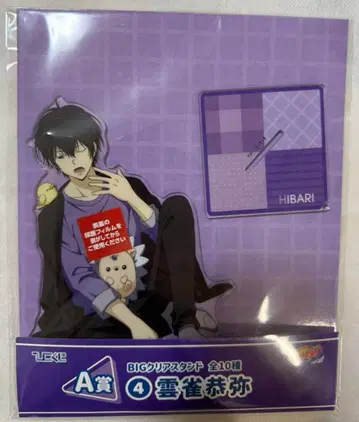 HIBARI
表面の
保護フィルムを
剥がしてから
ご使用ください
ひこくじ
A賞
BIGクリアスタンド 全10種
4 雲雀恭弥